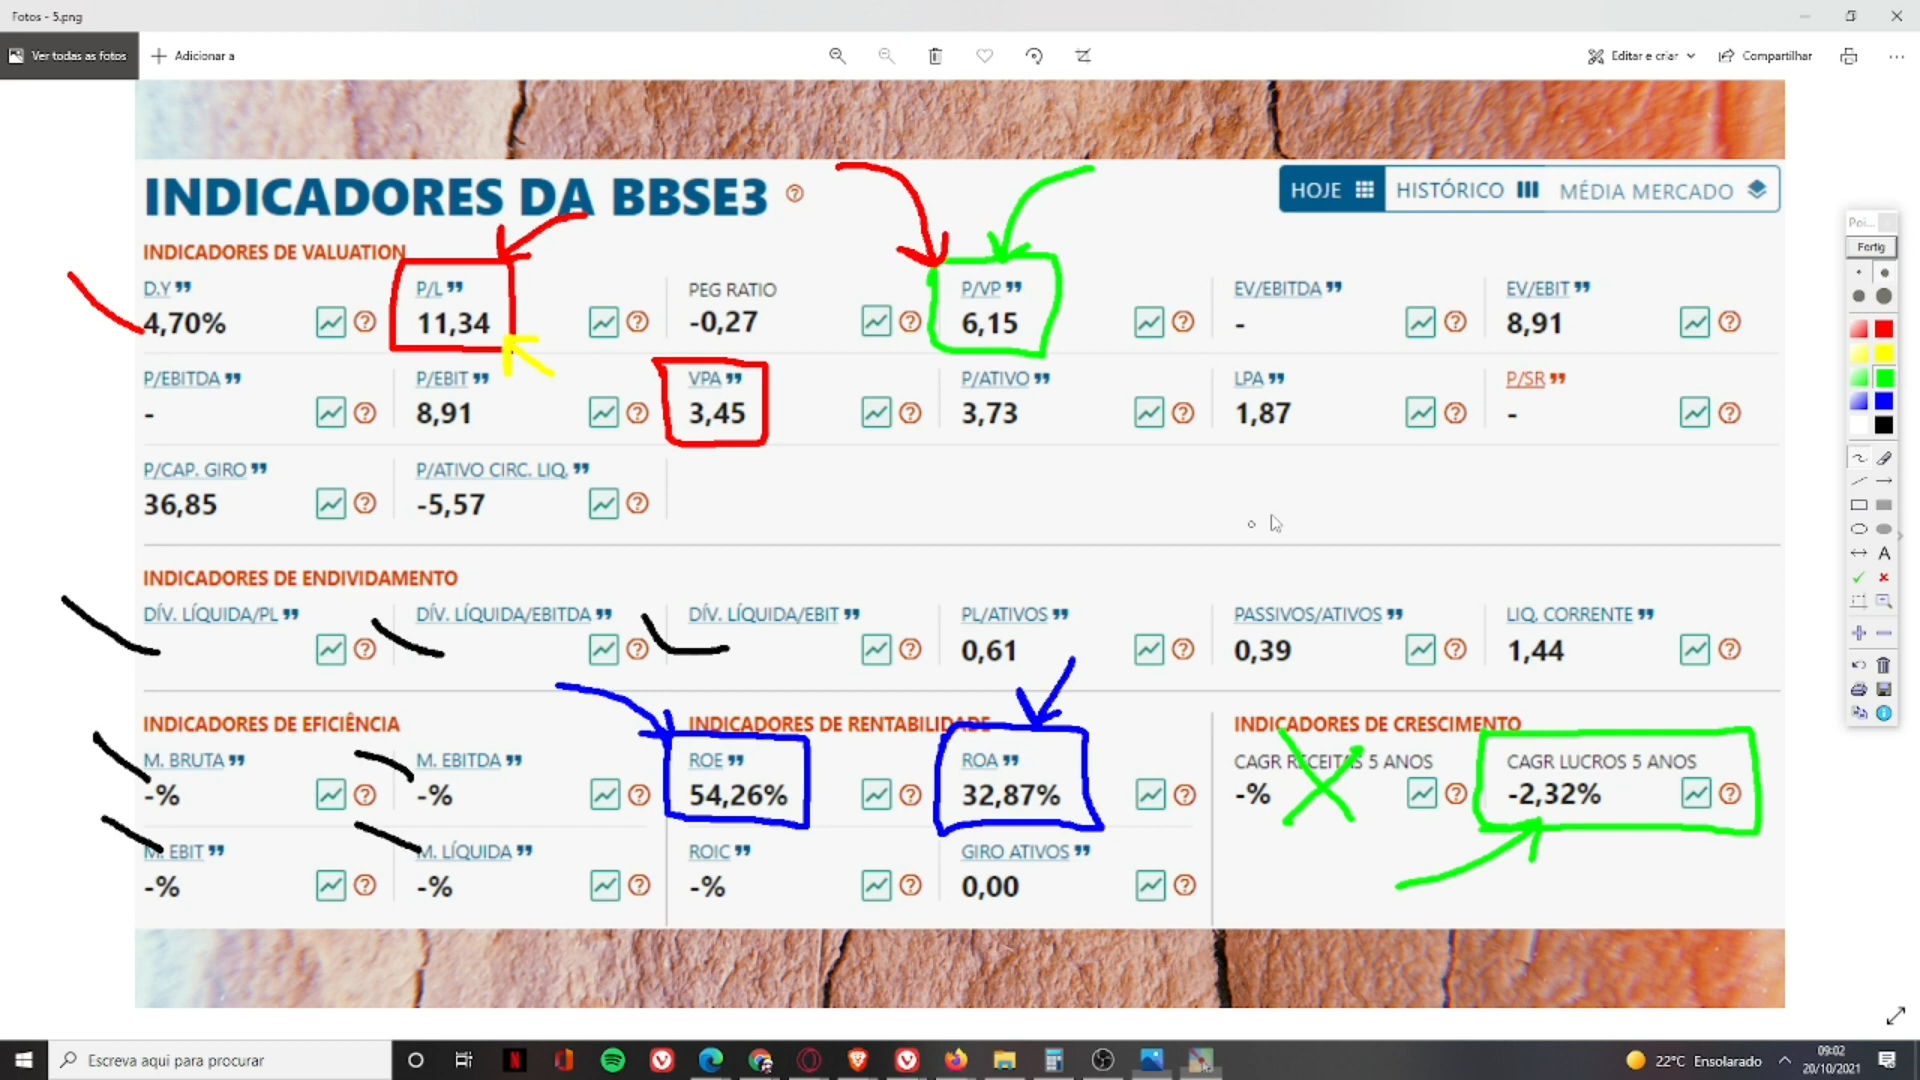 Fotos - 5.png
Ver todas as fotos
Adicionar a
Editar e criar
Compartilhar
INDICADORES DA BBSE3
HOJE
HISTÓRICO
MÉDIA MERCADO
INDICADORES DE VALUATION
D.Y P/L PEG RATIO P/VP EV/EBITDA EV/EBIT
4,70% 11,34 -0,27 6,15 - 8,91
P/EBITDA P/EBIT VPA P/ATIVO LPA P/SR
- 8,91 3,45 3,73 1,87 -
P/CAP. GIRO P/ATIVO CIRC. LIQ.
36,85 -5,57
INDICADORES DE ENDIVIDAMENTO
DÍV. LÍQUIDA/PL DÍV. LÍQUIDA/EBITDA DÍV. LÍQUIDA/EBIT PL/ATIVOS PASSIVOS/ATIVOS LIQ. CORRENTE
0,61 0,39 1,44
INDICADORES DE EFICIÊNCIA INDICADORES DE RENTABILIDADE INDICADORES DE CRESCIMENTO
M. BRUTA M. EBITDA ROE ROA CAGR RECEITAS 5 ANOS CAGR LUCROS 5 ANOS
-% -% 54,26% 32,87% -% -2,32%
M. EBIT M. LÍQUIDA ROIC GIRO ATIVOS
-% -% -% 0,00
Poi...
Fertig
A
Escreva aqui para procurar
22°C Ensolarado
09:02
20/10/2021